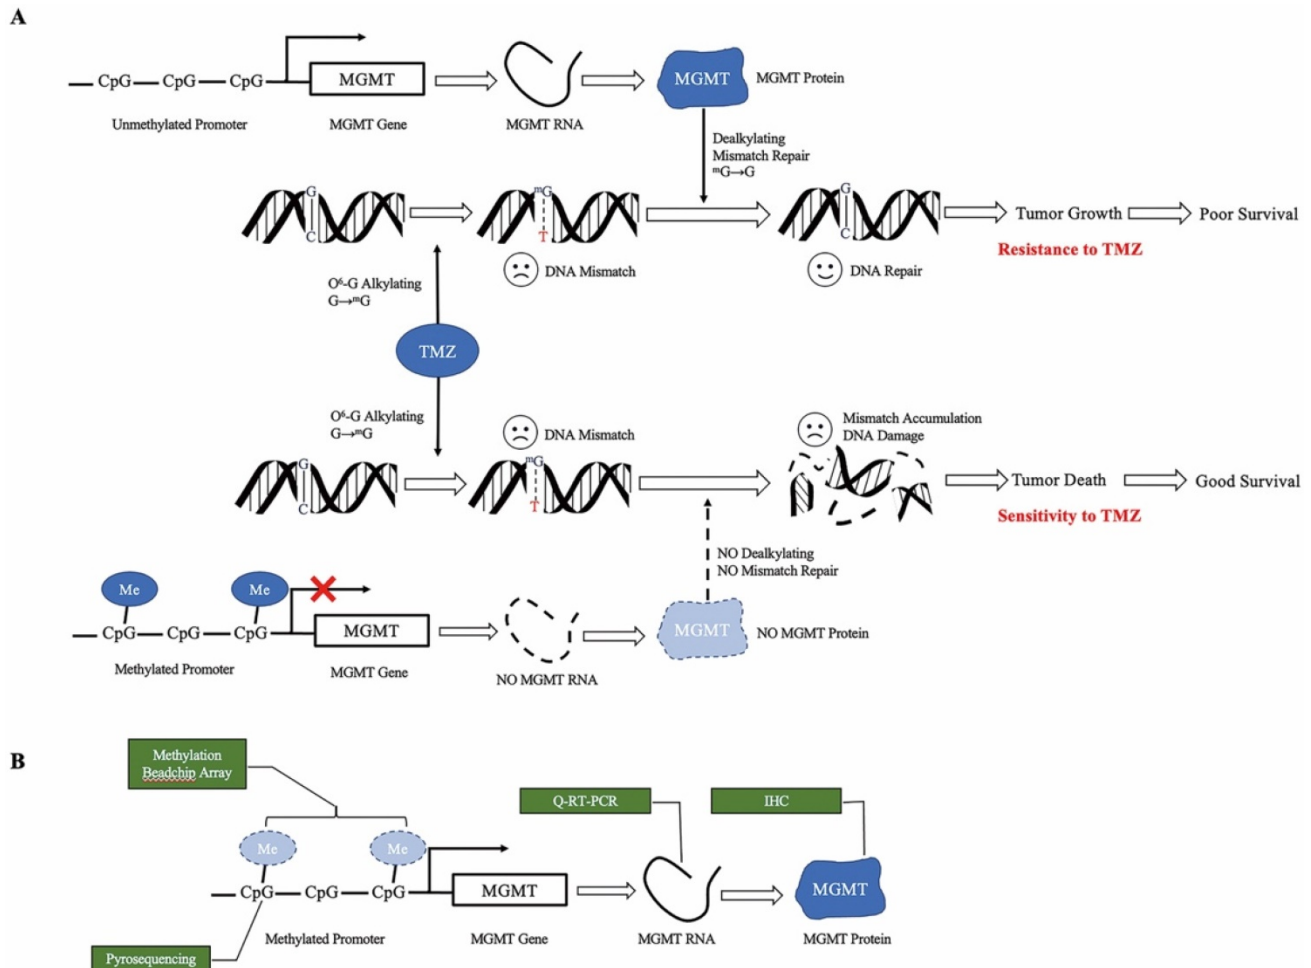 A
CpG CpG CpG
MGMT
MGMT
MGMT Protein
Unmethylated Promoter
MGMT Gene
MGMT RNA
Dealkylating
Mismatch Repair
ᵐG→G
G
C
ᵐG
T
G
C
Tumor Growth
Poor Survival
Resistance to TMZ
DNA Mismatch
DNA Repair
O⁶-G Alkylating
G→ᵐG
TMZ
O⁶-G Alkylating
G→ᵐG
DNA Mismatch
Mismatch Accumulation
DNA Damage
G
C
ᵐG
T
Tumor Death
Good Survival
Sensitivity to TMZ
NO Dealkylating
NO Mismatch Repair
Me
Me
CpG CpG CpG
MGMT
MGMT
NO MGMT Protein
Methylated Promoter
MGMT Gene
NO MGMT RNA
B
Methylation
Beadchip Array
Q-RT-PCR
IHC
Me
Me
CpG CpG CpG
MGMT
MGMT
Methylated Promoter
MGMT Gene
MGMT RNA
MGMT Protein
Pyrosequencing